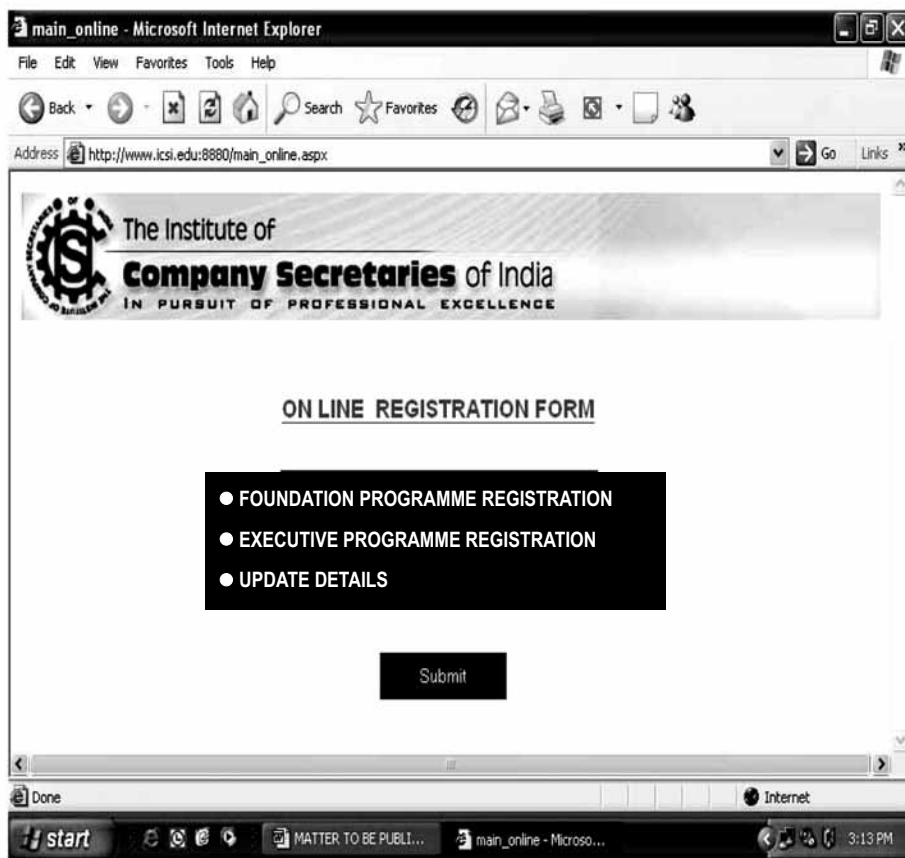 main_online - Microsoft Internet Explorer
File Edit View Favorites Tools Help
Back Search Favorites
Address http://www.icsi.edu:8880/main_online.aspx Go Links »
The Institute of
Company Secretaries of India
IN PURSUIT OF PROFESSIONAL EXCELLENCE
ON LINE REGISTRATION FORM
● FOUNDATION PROGRAMME REGISTRATION
● EXECUTIVE PROGRAMME REGISTRATION
● UPDATE DETAILS
Submit
Done Internet
start MATTER TO BE PUBLI... main_online - Microso... 3:13 PM